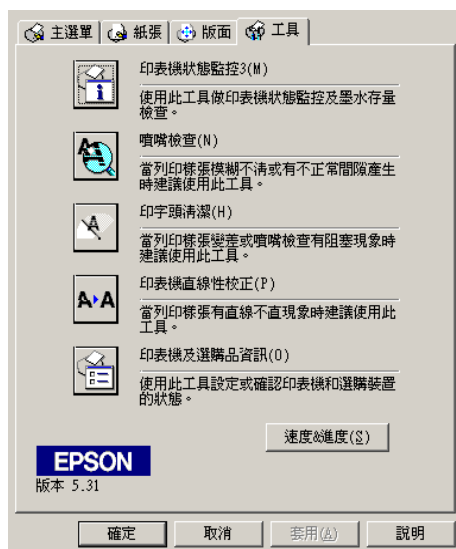 主選單 紙張 版面 工具
印表機狀態監控3(M)
使用此工具做印表機狀態監控及墨水存量
檢查。
噴嘴檢查(N)
當列印樣張模糊不清或有不正常間隙產生
時建議使用此工具。
印字頭清潔(H)
當列印樣張變差或噴嘴檢查有阻塞現象時
建議使用此工具。
印表機直線性校正(P)
當列印樣張有直線不直現象時建議使用此
工具。
印表機及選購品資訊(O)
使用此工具設定或確認印表機和選購裝置
的狀態。
速度&進度(S)
EPSON
版本 5.31
確定 取消 套用(A) 說明